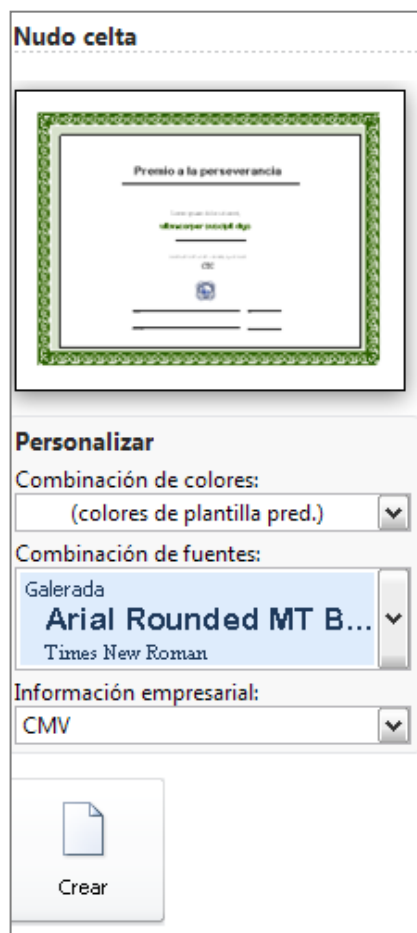 Nudo celta
Premio a la perseverancia
Personalizar
Combinación de colores:
(colores de plantilla pred.)
Combinación de fuentes:
Galerada
Arial Rounded MT B...
Times New Roman
Información empresarial:
CMV
Crear